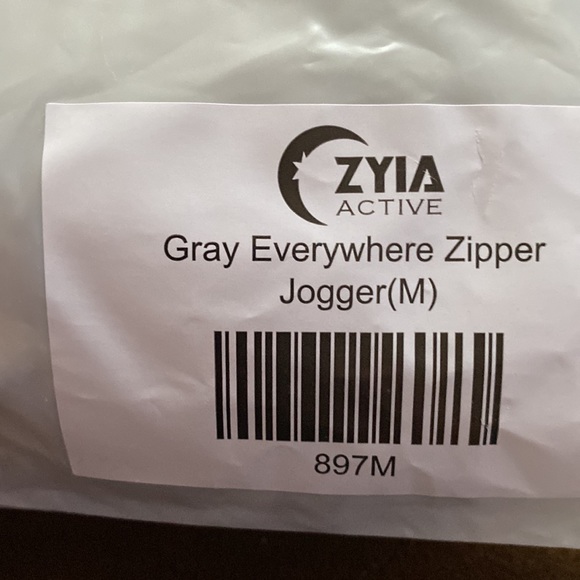 ZYIA
ACTIVE
Gray Everywhere Zipper
Jogger(M)
897M